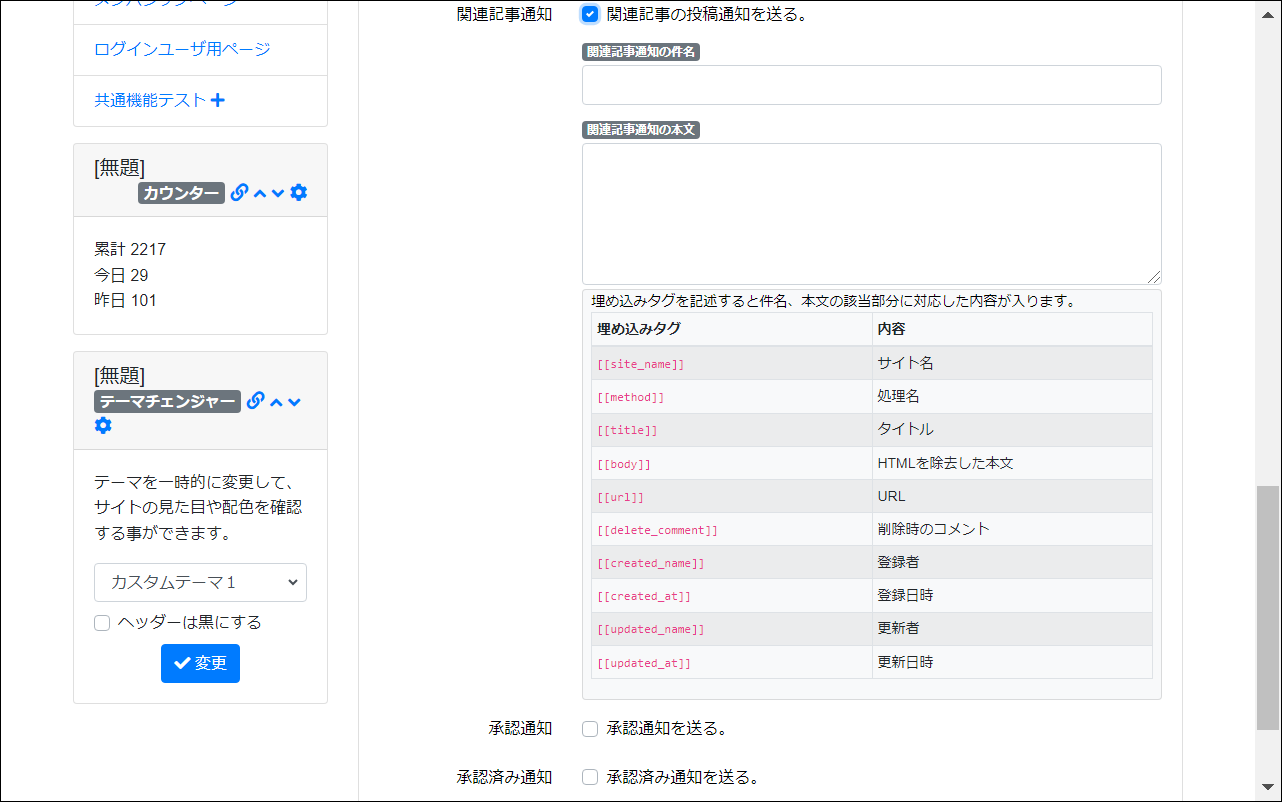 ログインユーザ用ページ
共通機能テスト
[無題]
カウンター
累計 2217
今日 29
昨日 101
[無題]
テーマチェンジャー
テーマを一時的に変更して、
サイトの見た目や配色を確認
する事ができます。
カスタムテーマ１
ヘッダーは黒にする
変更
関連記事通知
関連記事の投稿通知を送る。
関連記事通知の件名
関連記事通知の本文
埋め込みタグを記述すると件名、本文の該当部分に対応した内容が入ります。
埋め込みタグ 内容
[[site_name]] サイト名
[[method]] 処理名
[[title]] タイトル
[[body]] HTMLを除去した本文
[[url]] URL
[[delete_comment]] 削除時のコメント
[[created_name]] 登録者
[[created_at]] 登録日時
[[updated_name]] 更新者
[[updated_at]] 更新日時
承認通知
承認通知を送る。
承認済み通知
承認済み通知を送る。